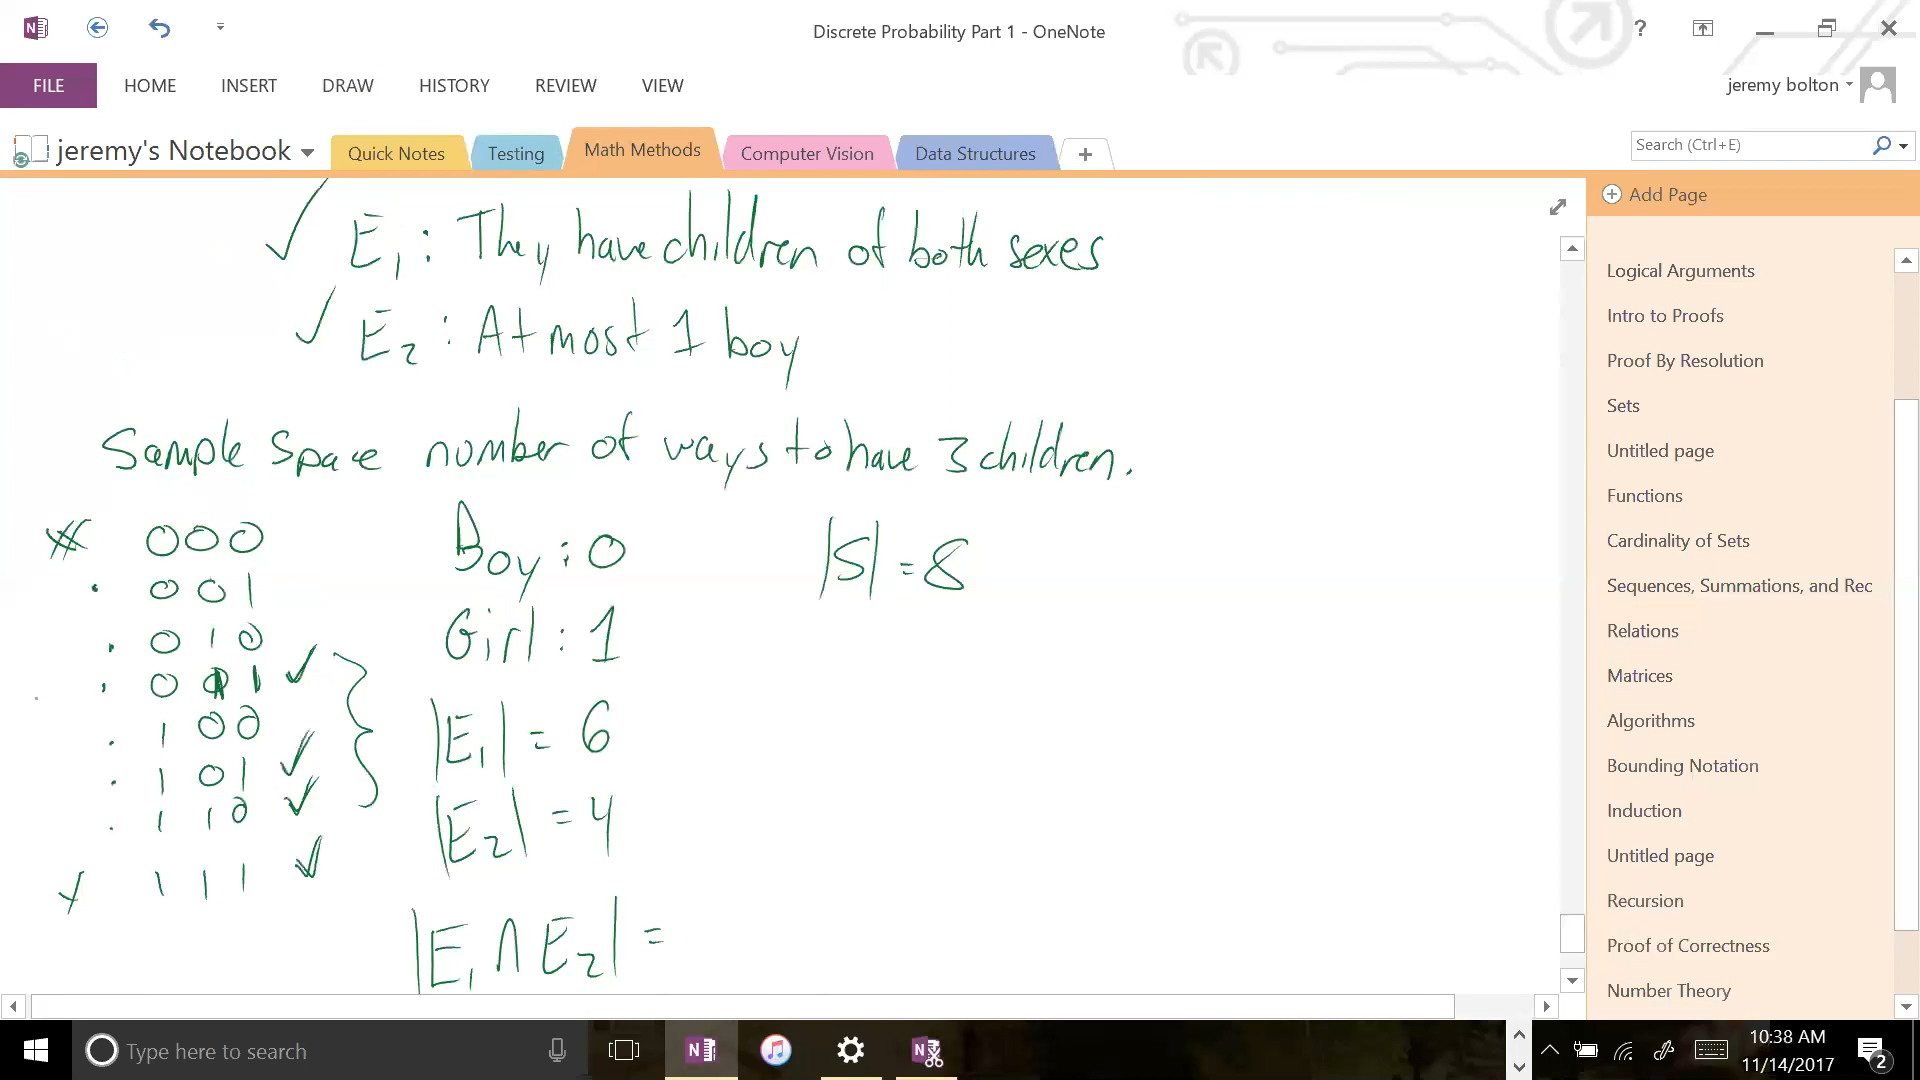 Discrete Probability Part 1 - OneNote
?
FILE HOME INSERT DRAW HISTORY REVIEW VIEW
jeremy bolton
jeremy's Notebook
Quick Notes
Testing
Math Methods
Computer Vision
Data Structures
+
Search (Ctrl+E)
E₁ : They have children of both sexes
E₂ : At most 1 boy
Sample Space number of ways to have 3 children.
000
001
010
011
100
101
110
111
Boy : 0
Girl : 1
|S| = 8
|E₁| = 6
|E₂| = 4
|E₁ ∩ E₂| =
Add Page
Logical Arguments
Intro to Proofs
Proof By Resolution
Sets
Untitled page
Functions
Cardinality of Sets
Sequences, Summations, and Rec
Relations
Matrices
Algorithms
Bounding Notation
Induction
Untitled page
Recursion
Proof of Correctness
Number Theory
Type here to search
10:38 AM
11/14/2017
2